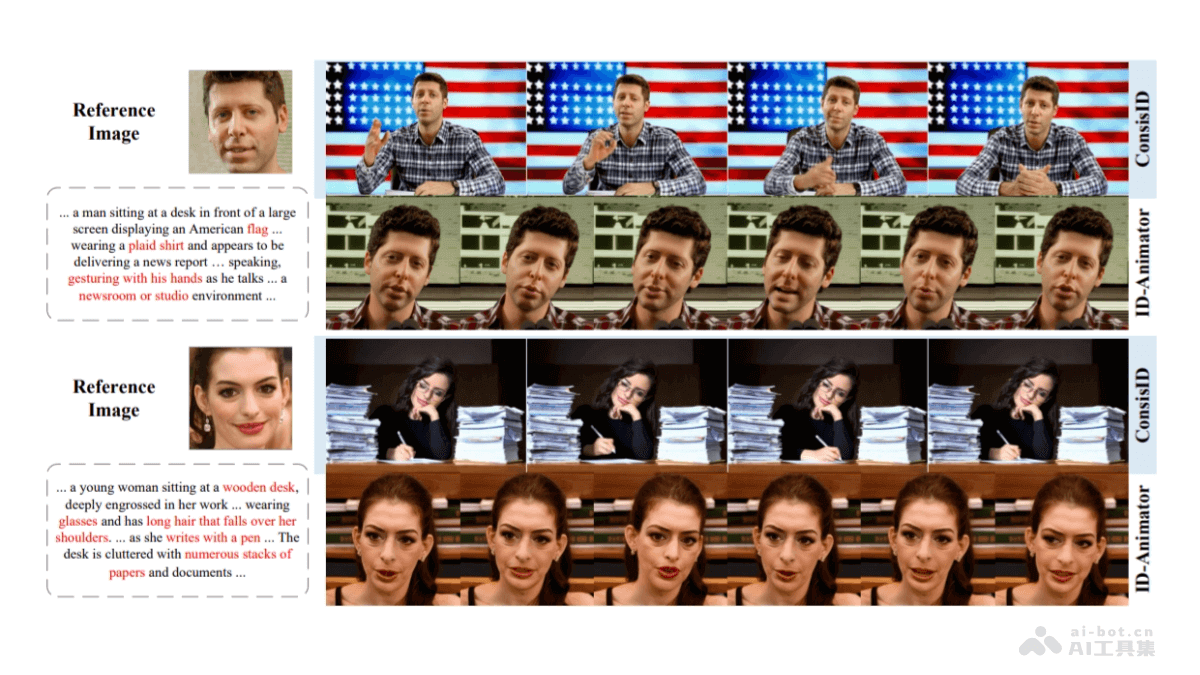 Reference
Image
... a man sitting at a desk in front of a large
screen displaying an American flag ...
wearing a plaid shirt and appears to be
delivering a news report ... speaking,
gesturing with his hands as he talks ... a
newsroom or studio environment ...
ConsisID
ID-Animator
Reference
Image
... a young woman sitting at a wooden desk,
deeply engrossed in her work ... wearing
glasses and has long hair that falls over her
shoulders. ... as she writes with a pen ... The
desk is cluttered with numerous stacks of
papers and documents ...
ConsisID
ID-Animator
ai-bot.cn
AI工具集